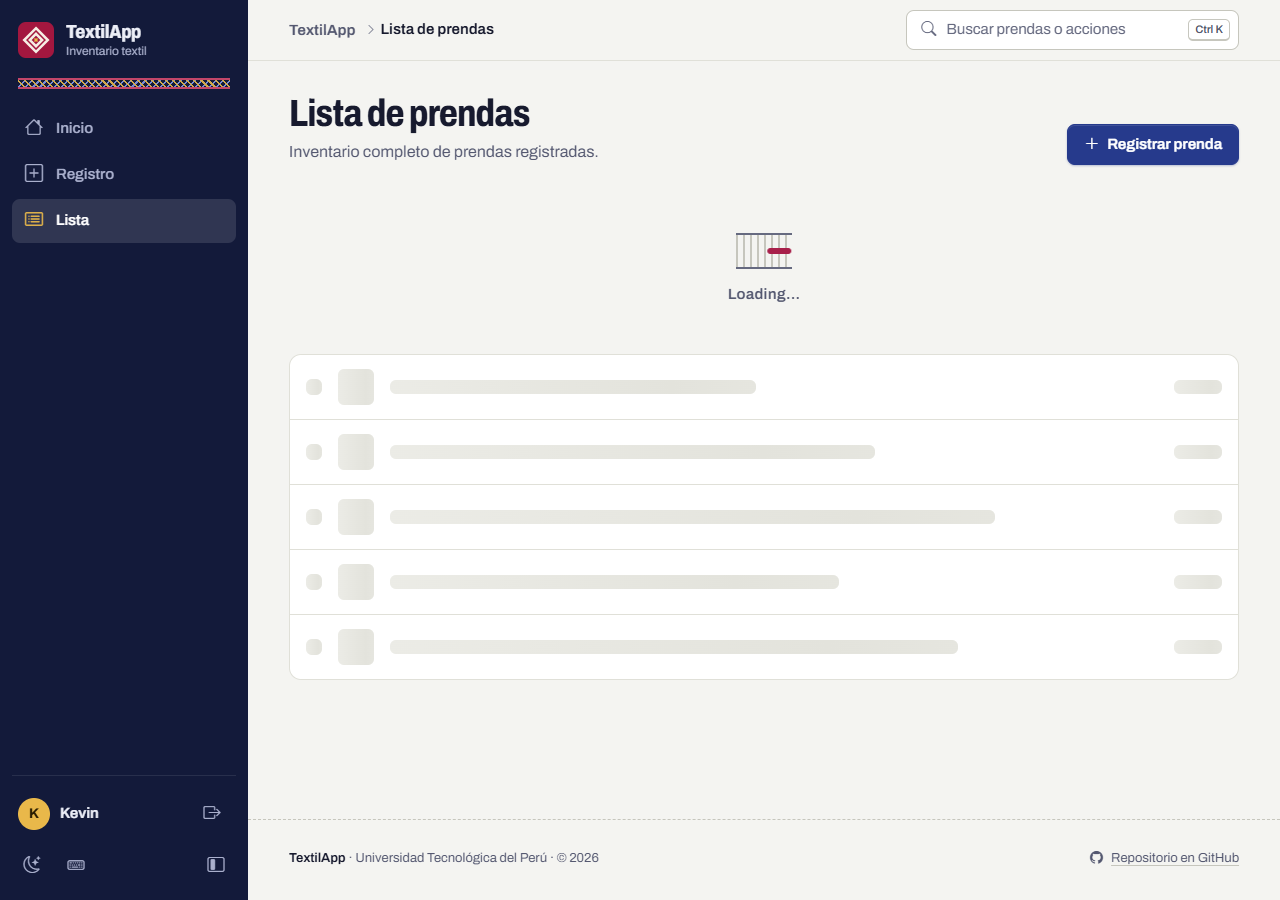 TextilApp
Inventario textil
Inicio
Registro
Lista
Kevin
K
TextilApp
Lista de prendas
Buscar prendas o acciones
Ctrl K
Lista de prendas
Inventario completo de prendas registradas.
Registrar prenda
Loading...
TextilApp · Universidad Tecnológica del Perú · © 2026
Repositorio en GitHub